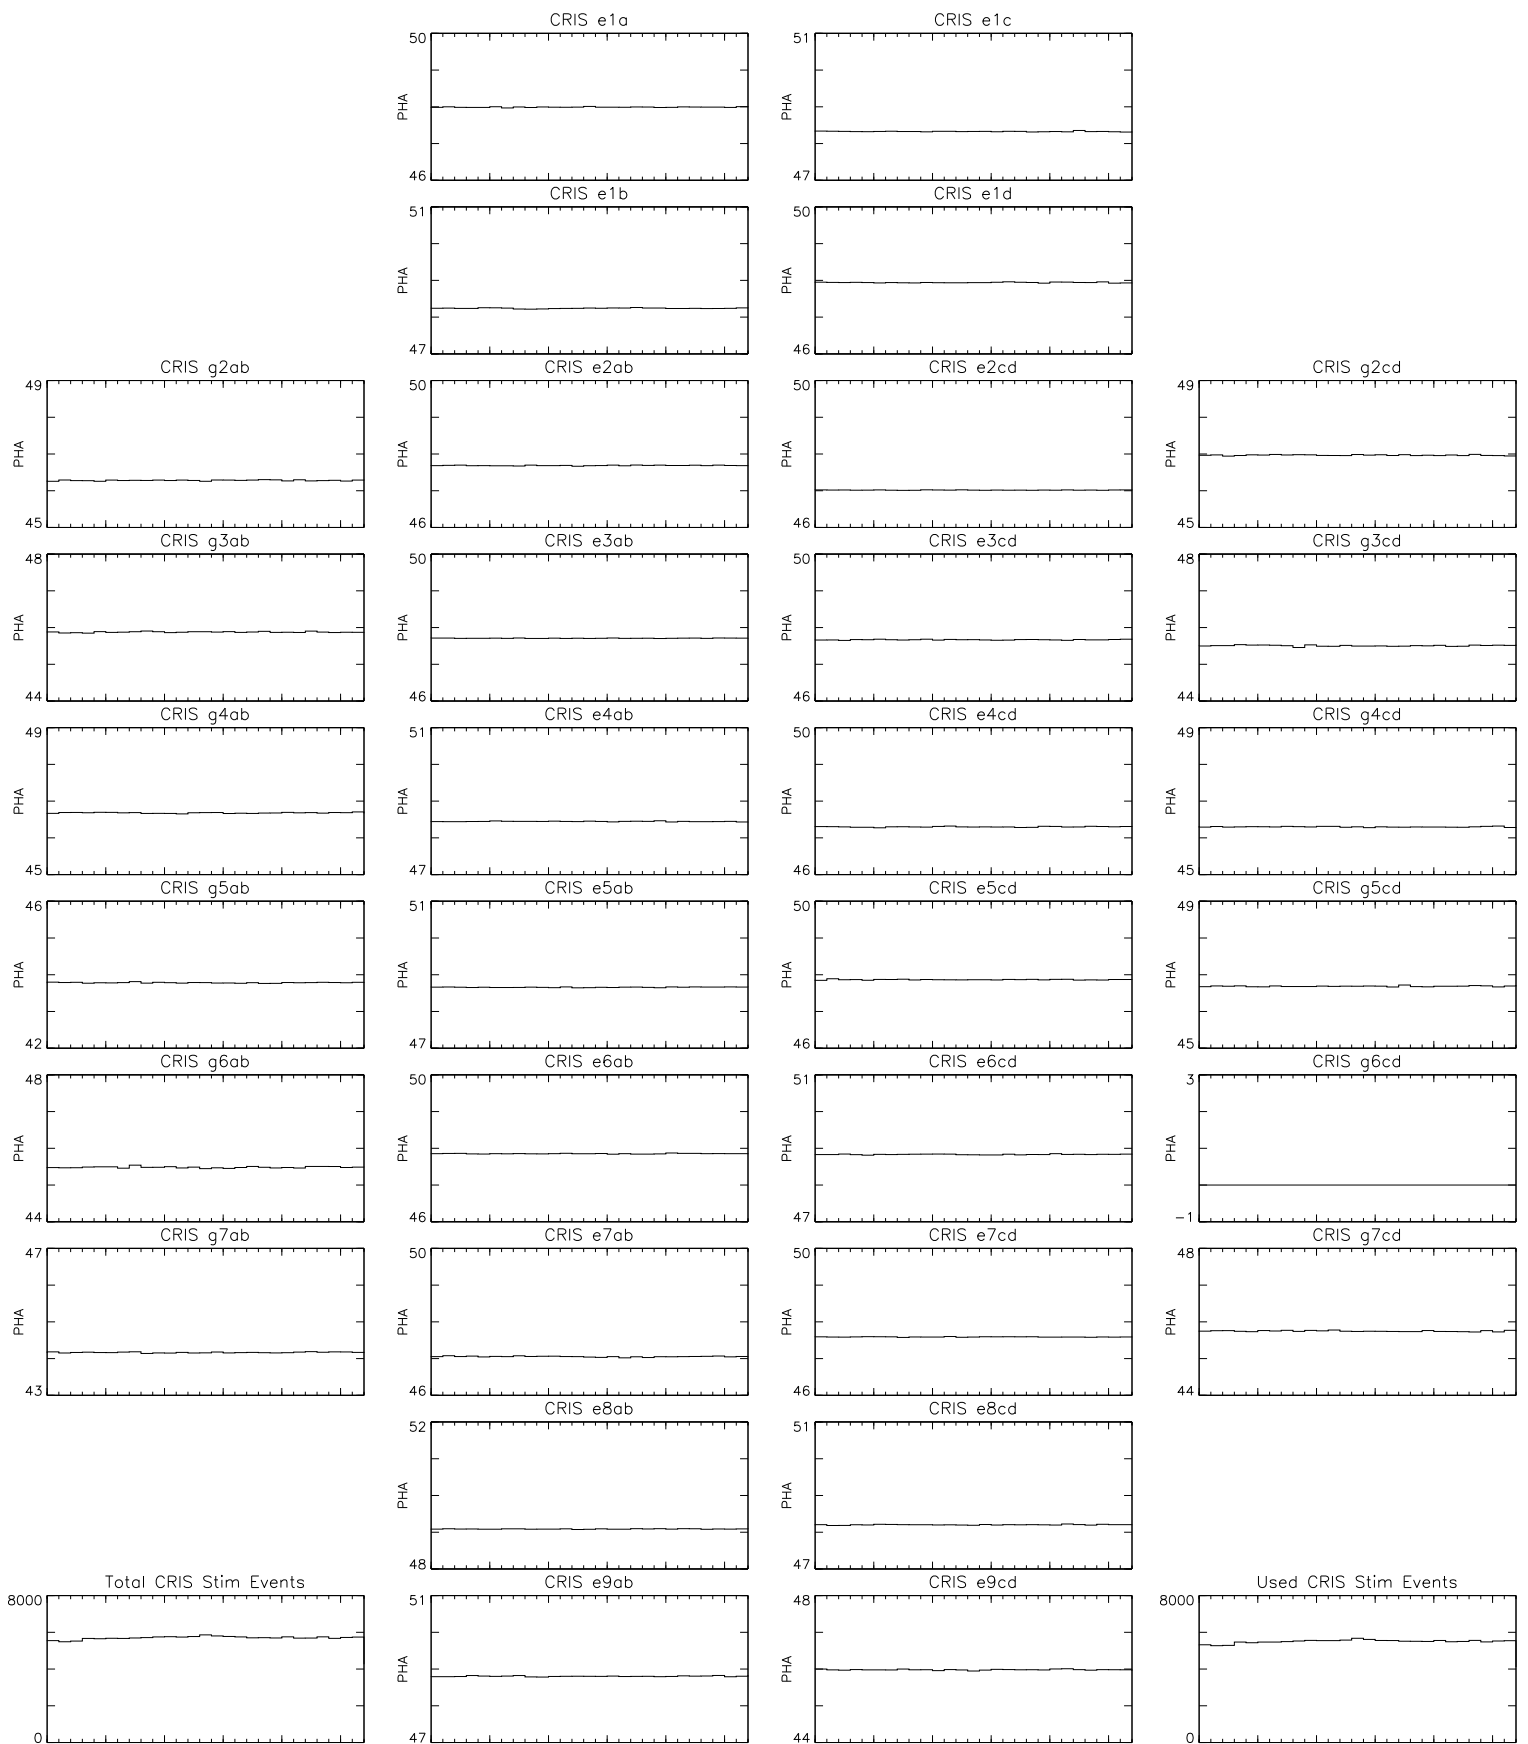 CRIS e1a
CRIS e1c
50
PHA
46
51
PHA
47
CRIS e1b
CRIS e1d
51
PHA
47
50
PHA
46
CRIS g2ab
CRIS e2ab
CRIS e2cd
CRIS g2cd
49
PHA
45
50
PHA
46
50
PHA
46
49
PHA
45
CRIS g3ab
CRIS e3ab
CRIS e3cd
CRIS g3cd
48
PHA
44
50
PHA
46
50
PHA
46
48
PHA
44
CRIS g4ab
CRIS e4ab
CRIS e4cd
CRIS g4cd
49
PHA
45
51
PHA
47
50
PHA
46
49
PHA
45
CRIS g5ab
CRIS e5ab
CRIS e5cd
CRIS g5cd
46
PHA
42
51
PHA
47
50
PHA
46
49
PHA
45
CRIS g6ab
CRIS e6ab
CRIS e6cd
CRIS g6cd
48
PHA
44
50
PHA
46
51
PHA
47
3
PHA
-1
CRIS g7ab
CRIS e7ab
CRIS e7cd
CRIS g7cd
47
PHA
43
50
PHA
46
50
PHA
46
48
PHA
44
CRIS e8ab
CRIS e8cd
52
PHA
48
51
PHA
47
Total CRIS Stim Events
CRIS e9ab
CRIS e9cd
Used CRIS Stim Events
8000
0
51
PHA
47
48
PHA
44
8000
0